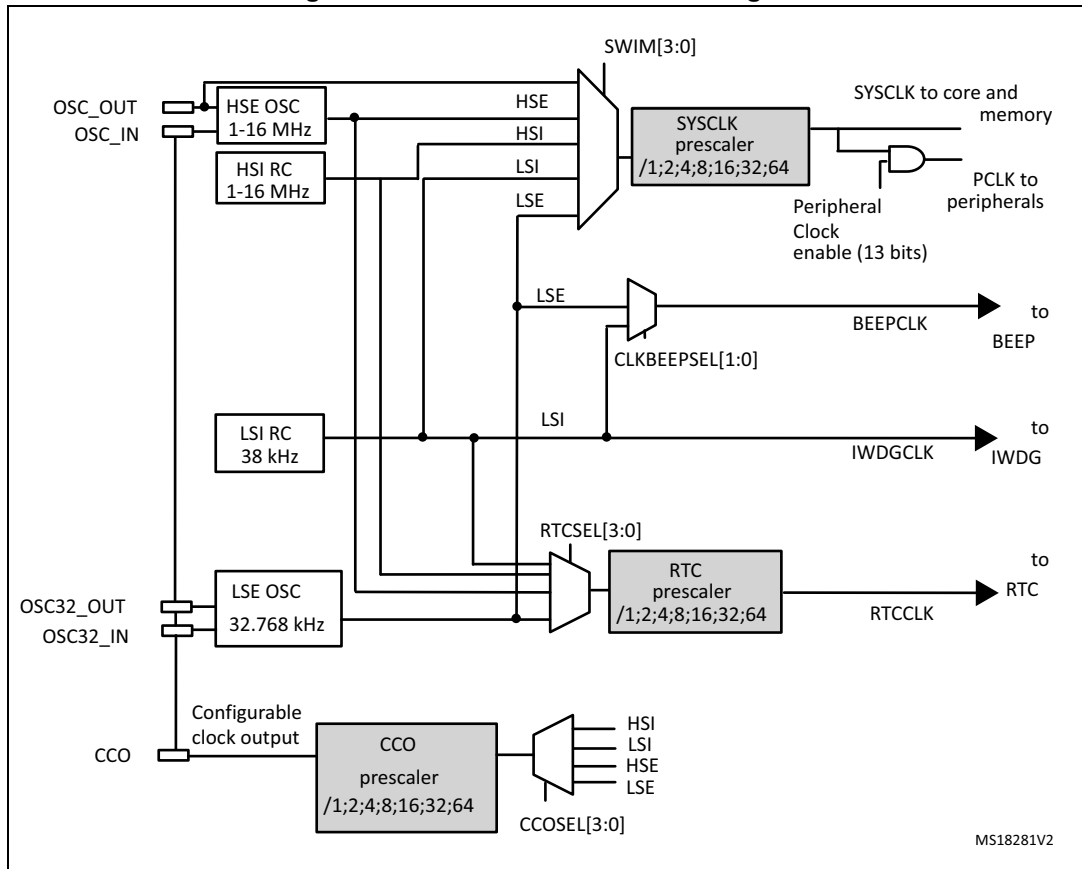 SWIM[3:0]
OSC_OUT
OSC_IN
HSE OSC
1-16 MHz
HSI RC
1-16 MHz
HSE
HSI
LSI
LSE
SYSCLK
prescaler
/1;2;4;8;16;32;64
SYSCLK to core and
memory
PCLK to
peripherals
Peripheral
Clock
enable (13 bits)
LSE
BEEPCLK
to
BEEP
CLKBEEPSEL[1:0]
LSI RC
38 kHz
LSI
IWDGCLK
to
IWDG
RTCSEL[3:0]
OSC32_OUT
OSC32_IN
LSE OSC
32.768 kHz
RTC
prescaler
/1;2;4;8;16;32;64
RTCCLK
to
RTC
CCO
Configurable
clock output
CCO
prescaler
/1;2;4;8;16;32;64
HSI
LSI
HSE
LSE
CCOSEL[3:0]
MS18281V2